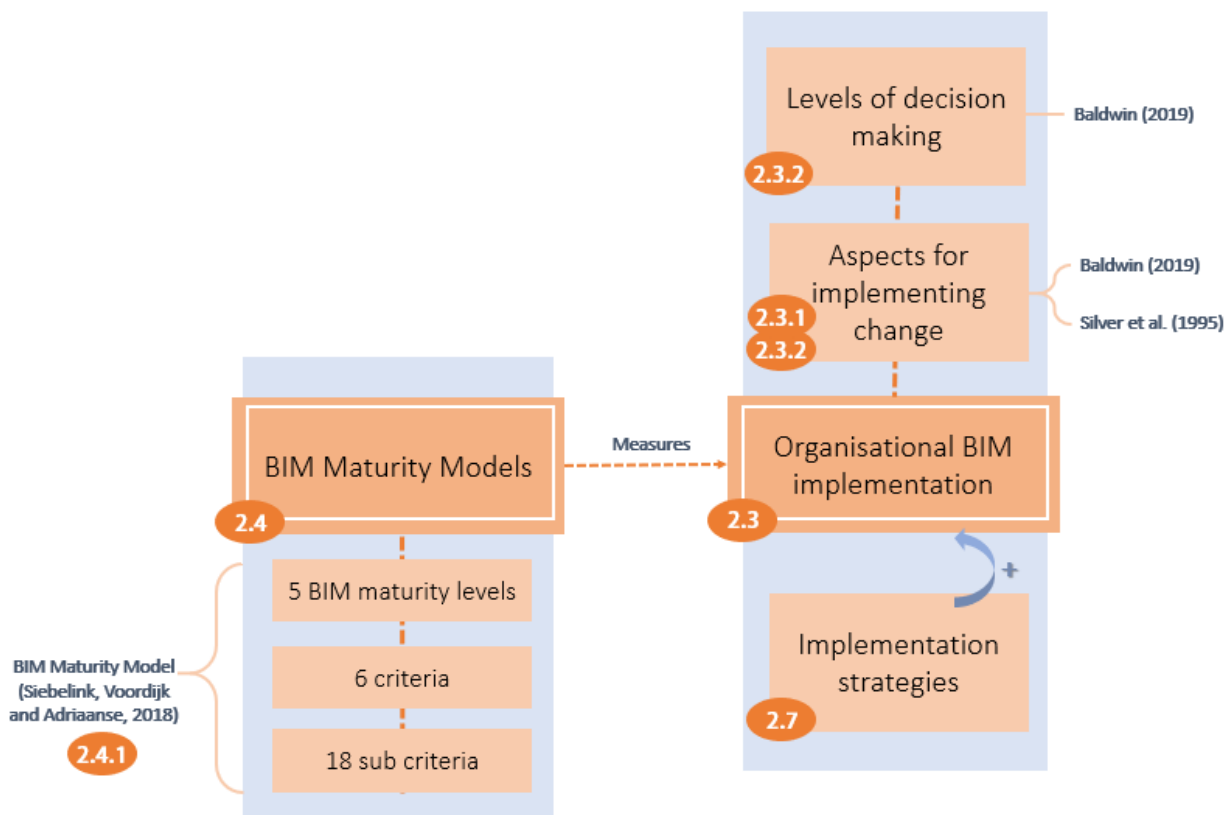 Levels of decision
making
2.3.2
Baldwin (2019)
Aspects for
implementing
change
2.3.1
2.3.2
Baldwin (2019)
Silver et al. (1995)
BIM Maturity Models
2.4
Measures
Organisational BIM
implementation
2.3
5 BIM maturity levels
6 criteria
18 sub criteria
BIM Maturity Model
(Siebelink, Voordijk
and Adriaanse, 2018)
2.4.1
+
Implementation
strategies
2.7